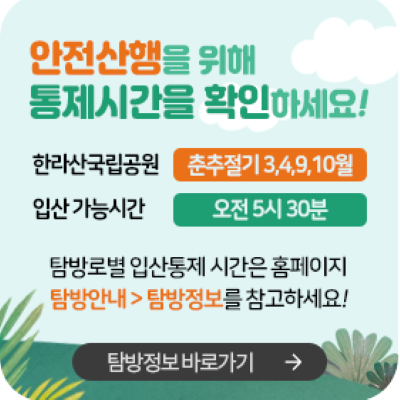 안전산행을 위해
통제시간을 확인하세요!
한라산국립공원 춘추절기 3,4,9,10월
입산 가능시간 오전 5시 30분
탐방로별 입산통제 시간은 홈페이지
탐방안내 > 탐방정보를 참고하세요!
탐방정보 바로가기 →